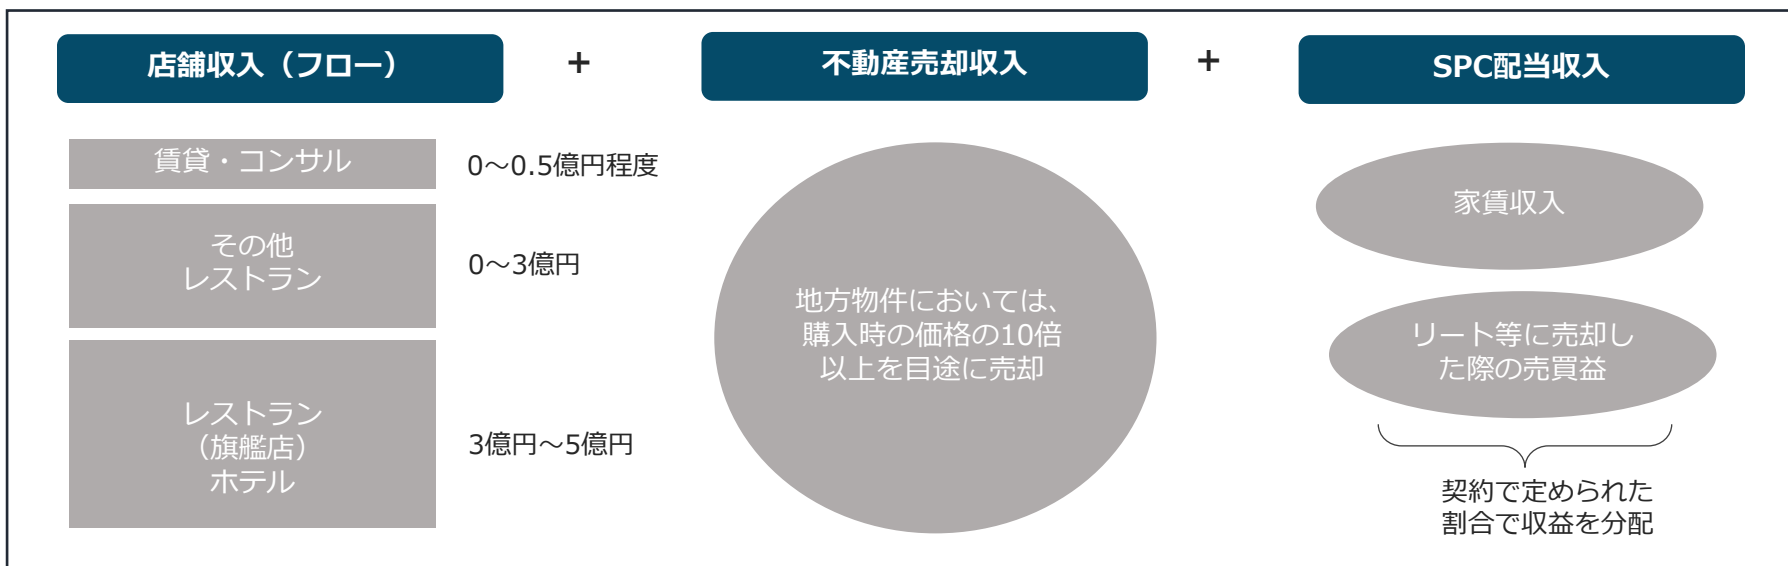 店舗収入（フロー）
+
不動産売却収入
+
SPC配当収入
賃貸・コンサル
0～0.5億円程度
その他
レストラン
0～3億円
レストラン
（旗艦店）
ホテル
3億円～5億円
地方物件においては、
購入時の価格の10倍
以上を目途に売却
家賃収入
リート等に売却し
た際の売買益
契約で定められた
割合で収益を分配